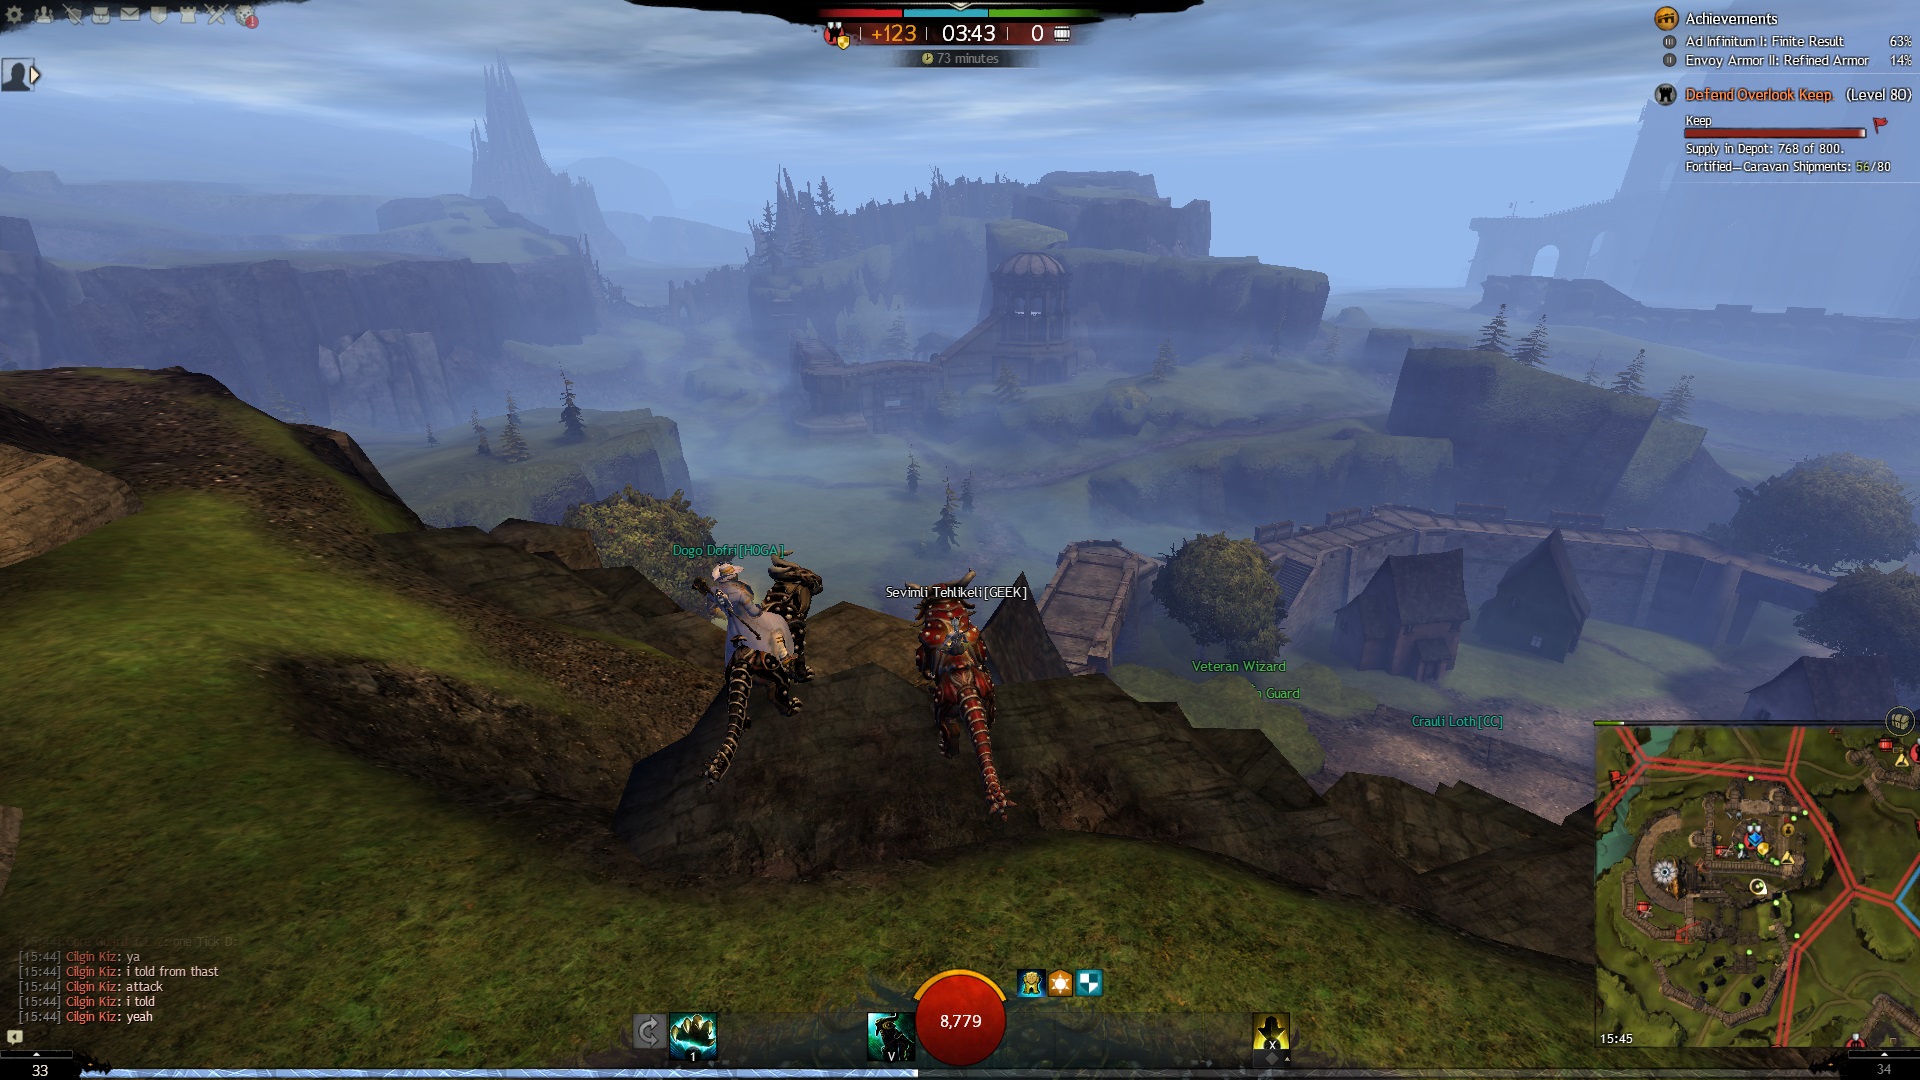 +123 03:43 0
73 minutes
Achievements
Ad Infinitum I: Finite Result 63%
Envoy Armor II: Refined Armor 14%
Defend Overlook Keep. (Level 80)
Keep
Supply in Depot: 768 of 800.
Fortified—Caravan Shipments: 56/80
Dogo Dofri[HOGA]
Sevimli Tehlikeli[GEEK]
Veteran Wizard
Guard
Crauli Loth[CC]
[15:44] Cilgin Kiz: ya
[15:44] Cilgin Kiz: i told from thast
[15:44] Cilgin Kiz: attack
[15:44] Cilgin Kiz: i told
[15:44] Cilgin Kiz: yeah
1
V
8,779
X
15:45
33
34